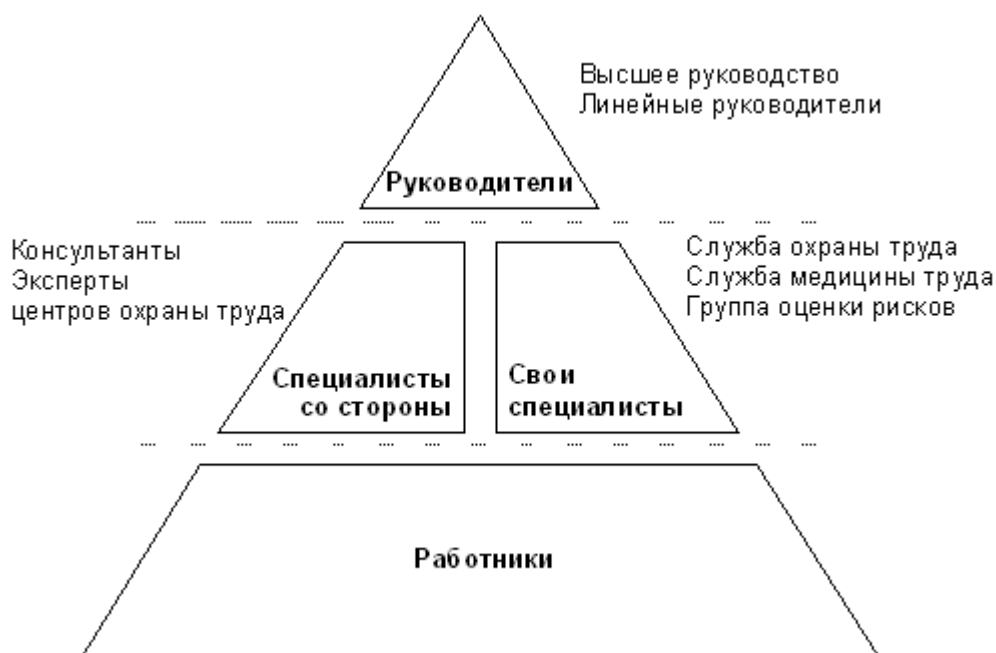 Высшее руководство
Линейные руководители
Руководители
Консультанты
Эксперты
центров охраны труда
Служба охраны труда
Служба медицины труда
Группа оценки рисков
Специалисты
со стороны
Свои
специалисты
Работники